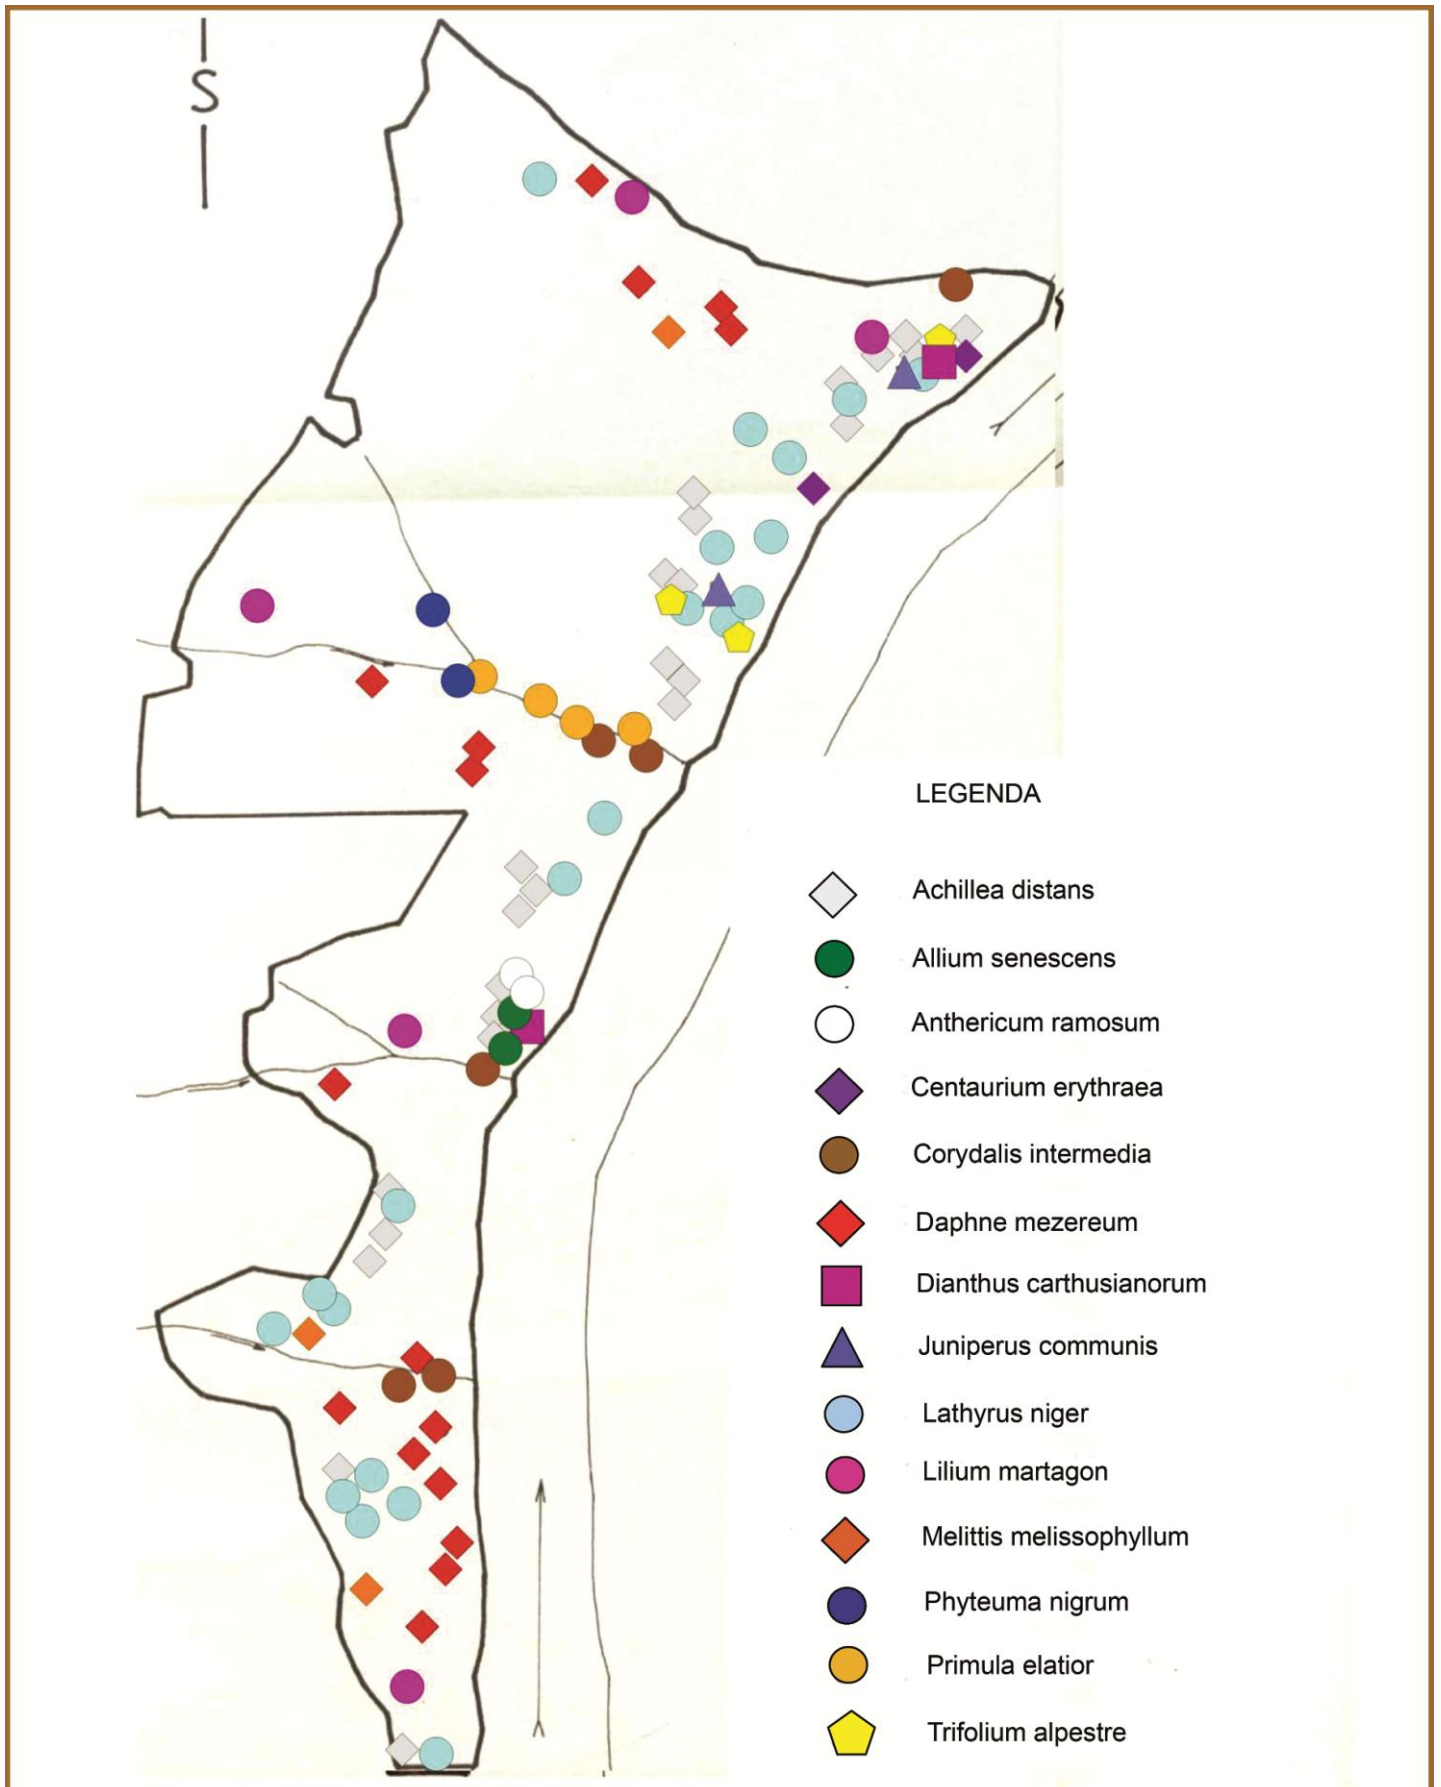 S
LEGENDA
Achillea distans
Allium senescens
Anthericum ramosum
Centaurium erythraea
Corydalis intermedia
Daphne mezereum
Dianthus carthusianorum
Juniperus communis
Lathyrus niger
Lilium martagon
Melittis melissophyllum
Phyteuma nigrum
Primula elatior
Trifolium alpestre